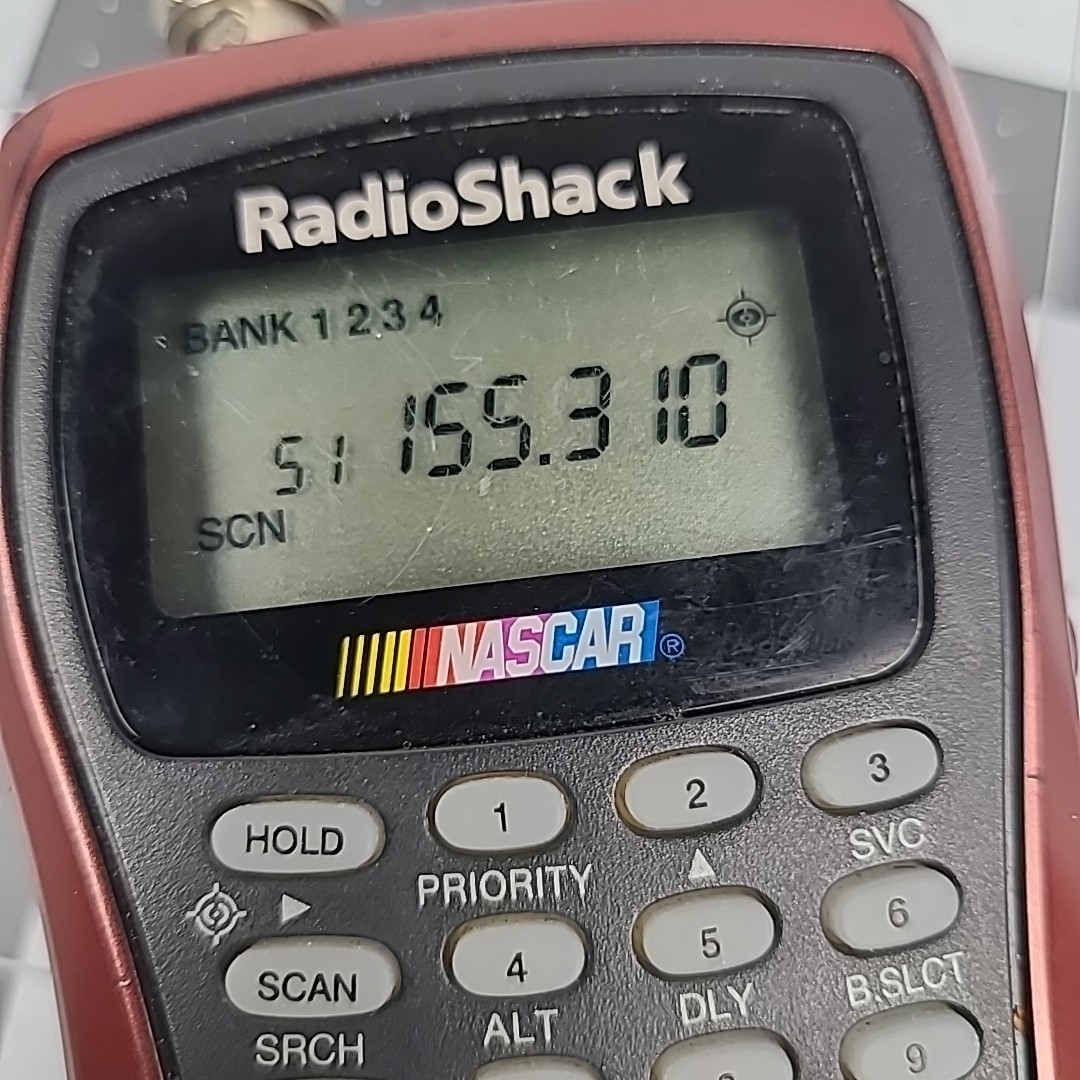 RadioShack
BANK 1 2 3 4
51 155.310
SCN
NASCAR®
HOLD 1 2 3
PRIORITY ▲ SVC
▶
SCAN 4 5 6
SRCH ALT DLY B.SLCT
9